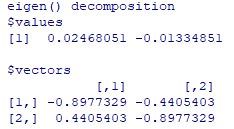 eigen() decomposition
$values
[1]  0.02468051 -0.01334851

$vectors
           [,1]       [,2]
[1,] -0.8977329 -0.4405403
[2,]  0.4405403 -0.8977329